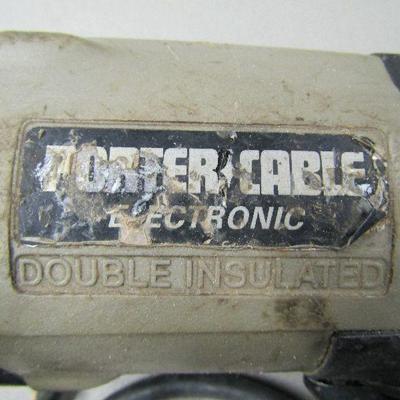 PORTER+CABLE
ELECTRONIC
DOUBLE INSULATED